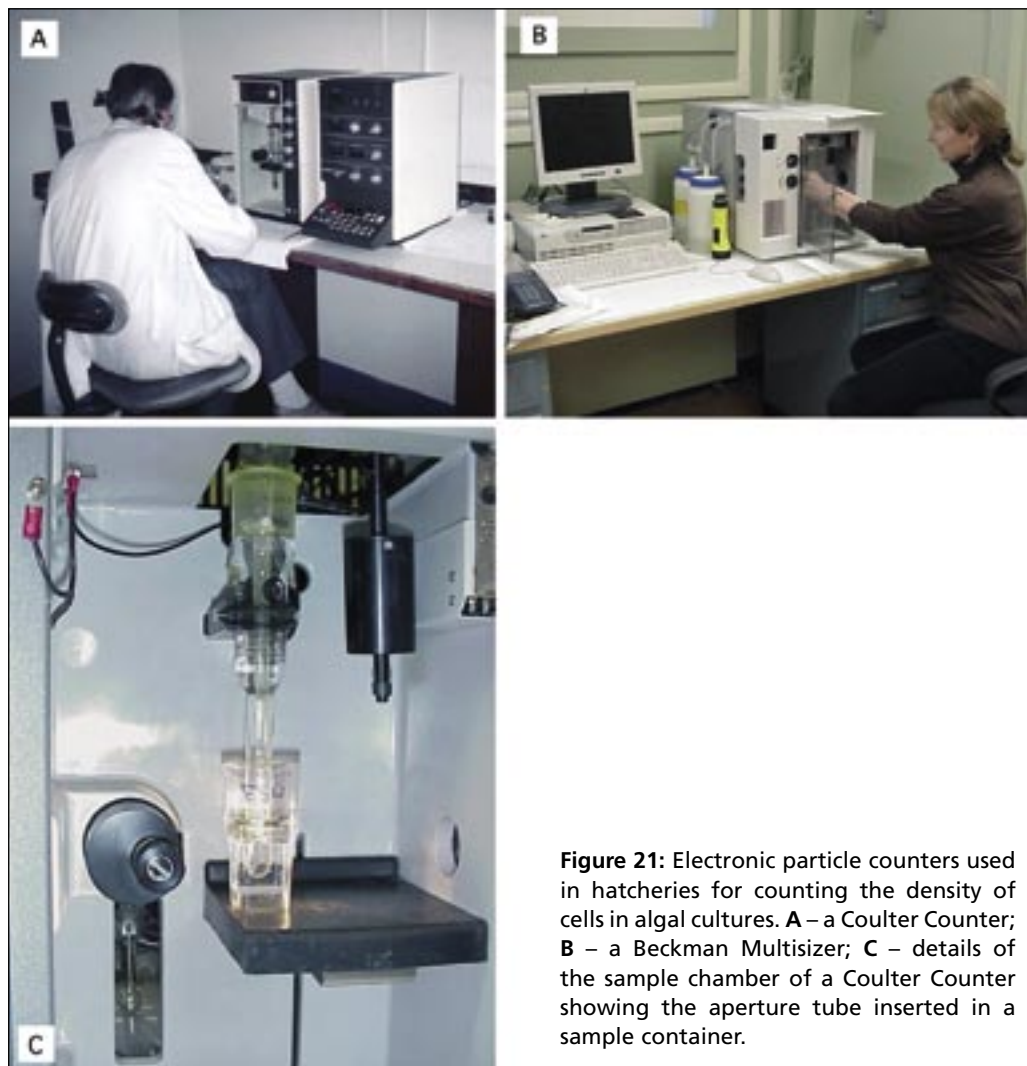 A
B
C
Figure 21: Electronic particle counters used
in hatcheries for counting the density of
cells in algal cultures. A – a Coulter Counter;
B – a Beckman Multisizer; C – details of
the sample chamber of a Coulter Counter
showing the aperture tube inserted in a
sample container.